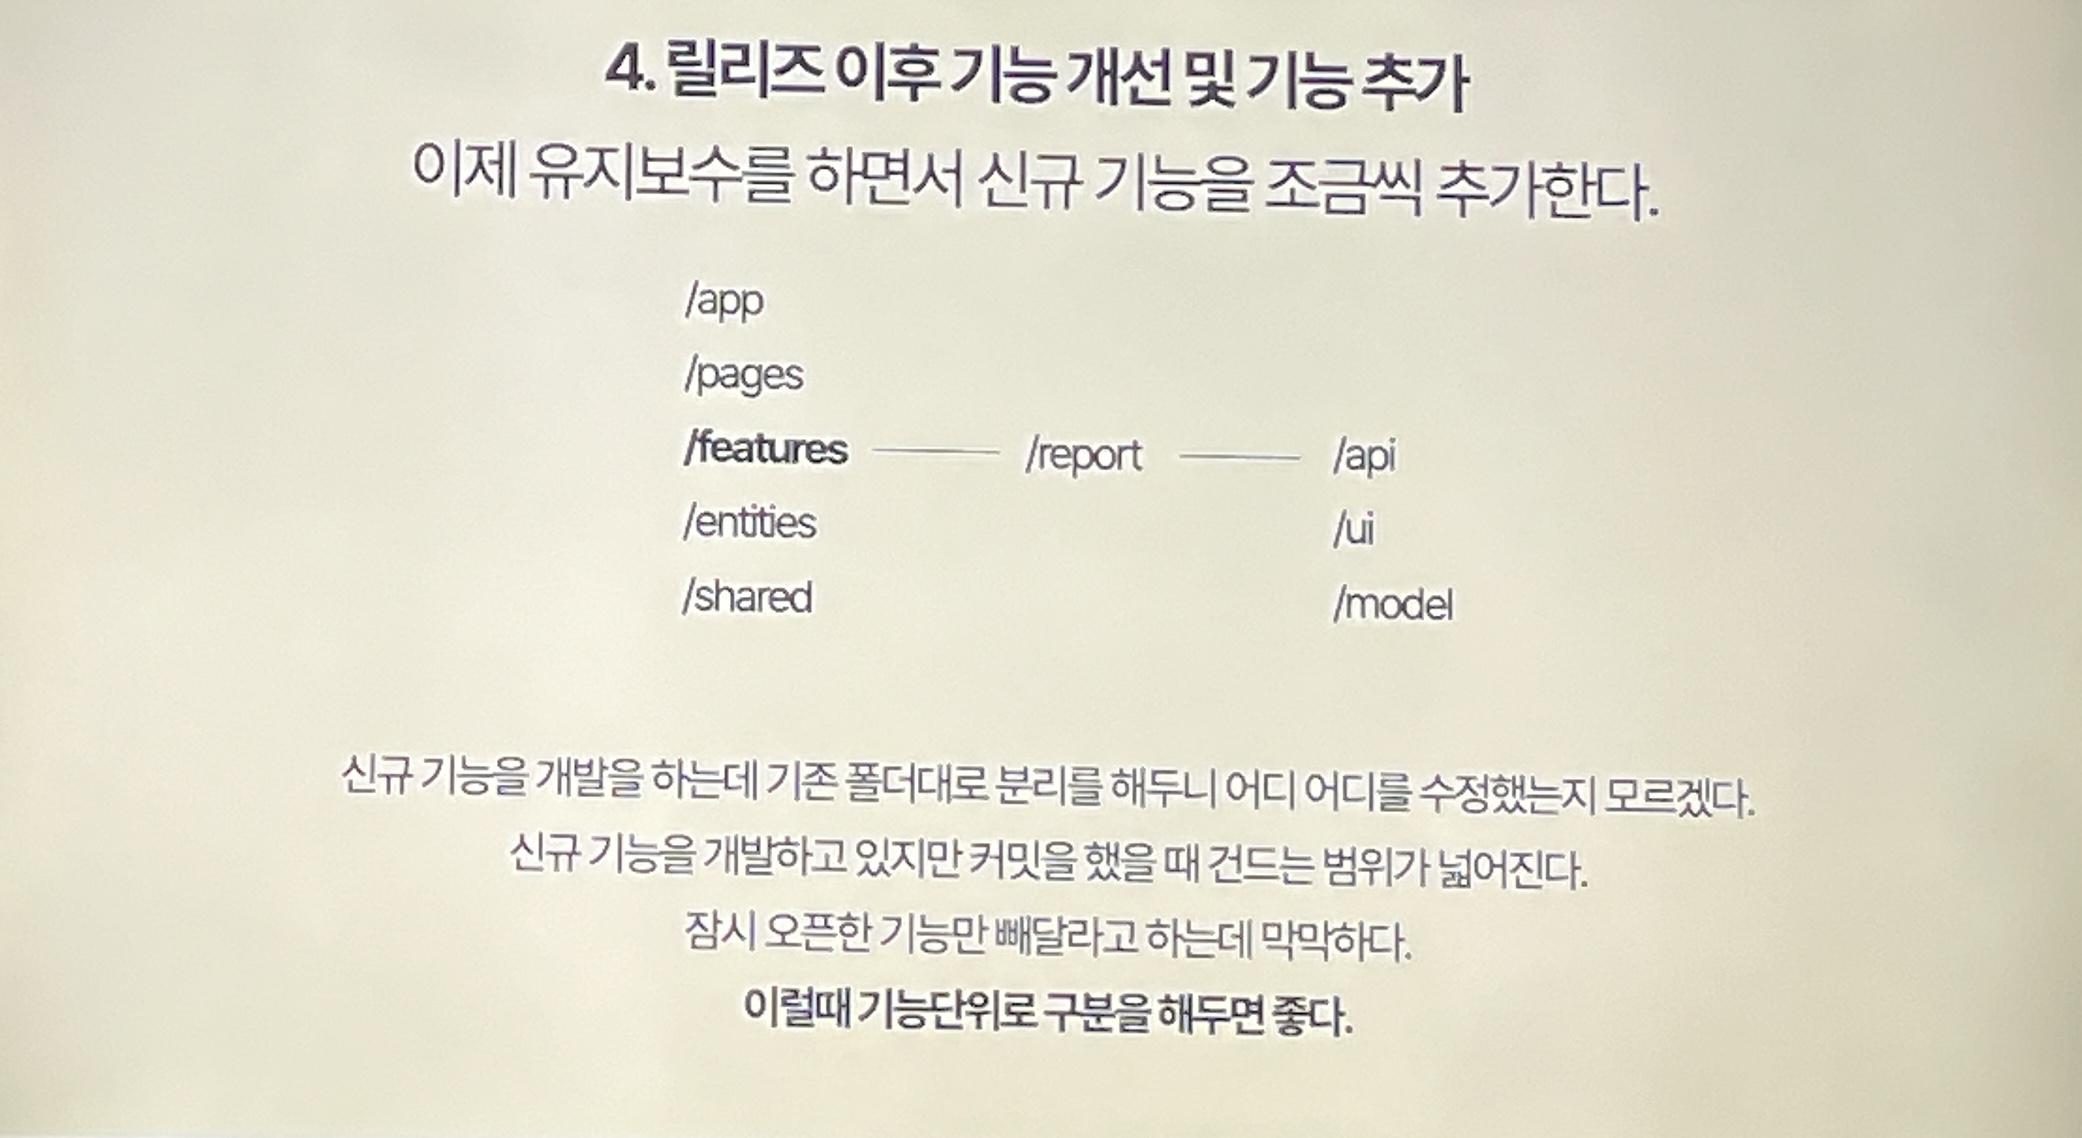 4. 릴리즈 이후 기능 개선 및 기능 추가
이제 유지보수를 하면서 신규 기능을 조금씩 추가한다.
/app
/pages
/features /report /api
/entities /ui
/shared /model
신규 기능을 개발을 하는데 기존 폴더대로 분리를 해두니 어디 어디를 수정했는지 모르겠다.
신규 기능을 개발하고 있지만 커밋을 했을 때 건드는 범위가 넓어진다.
잠시 오픈한 기능만 빼달라고 하는데 막막하다.
이럴때 기능단위로 구분을 해두면 좋다.